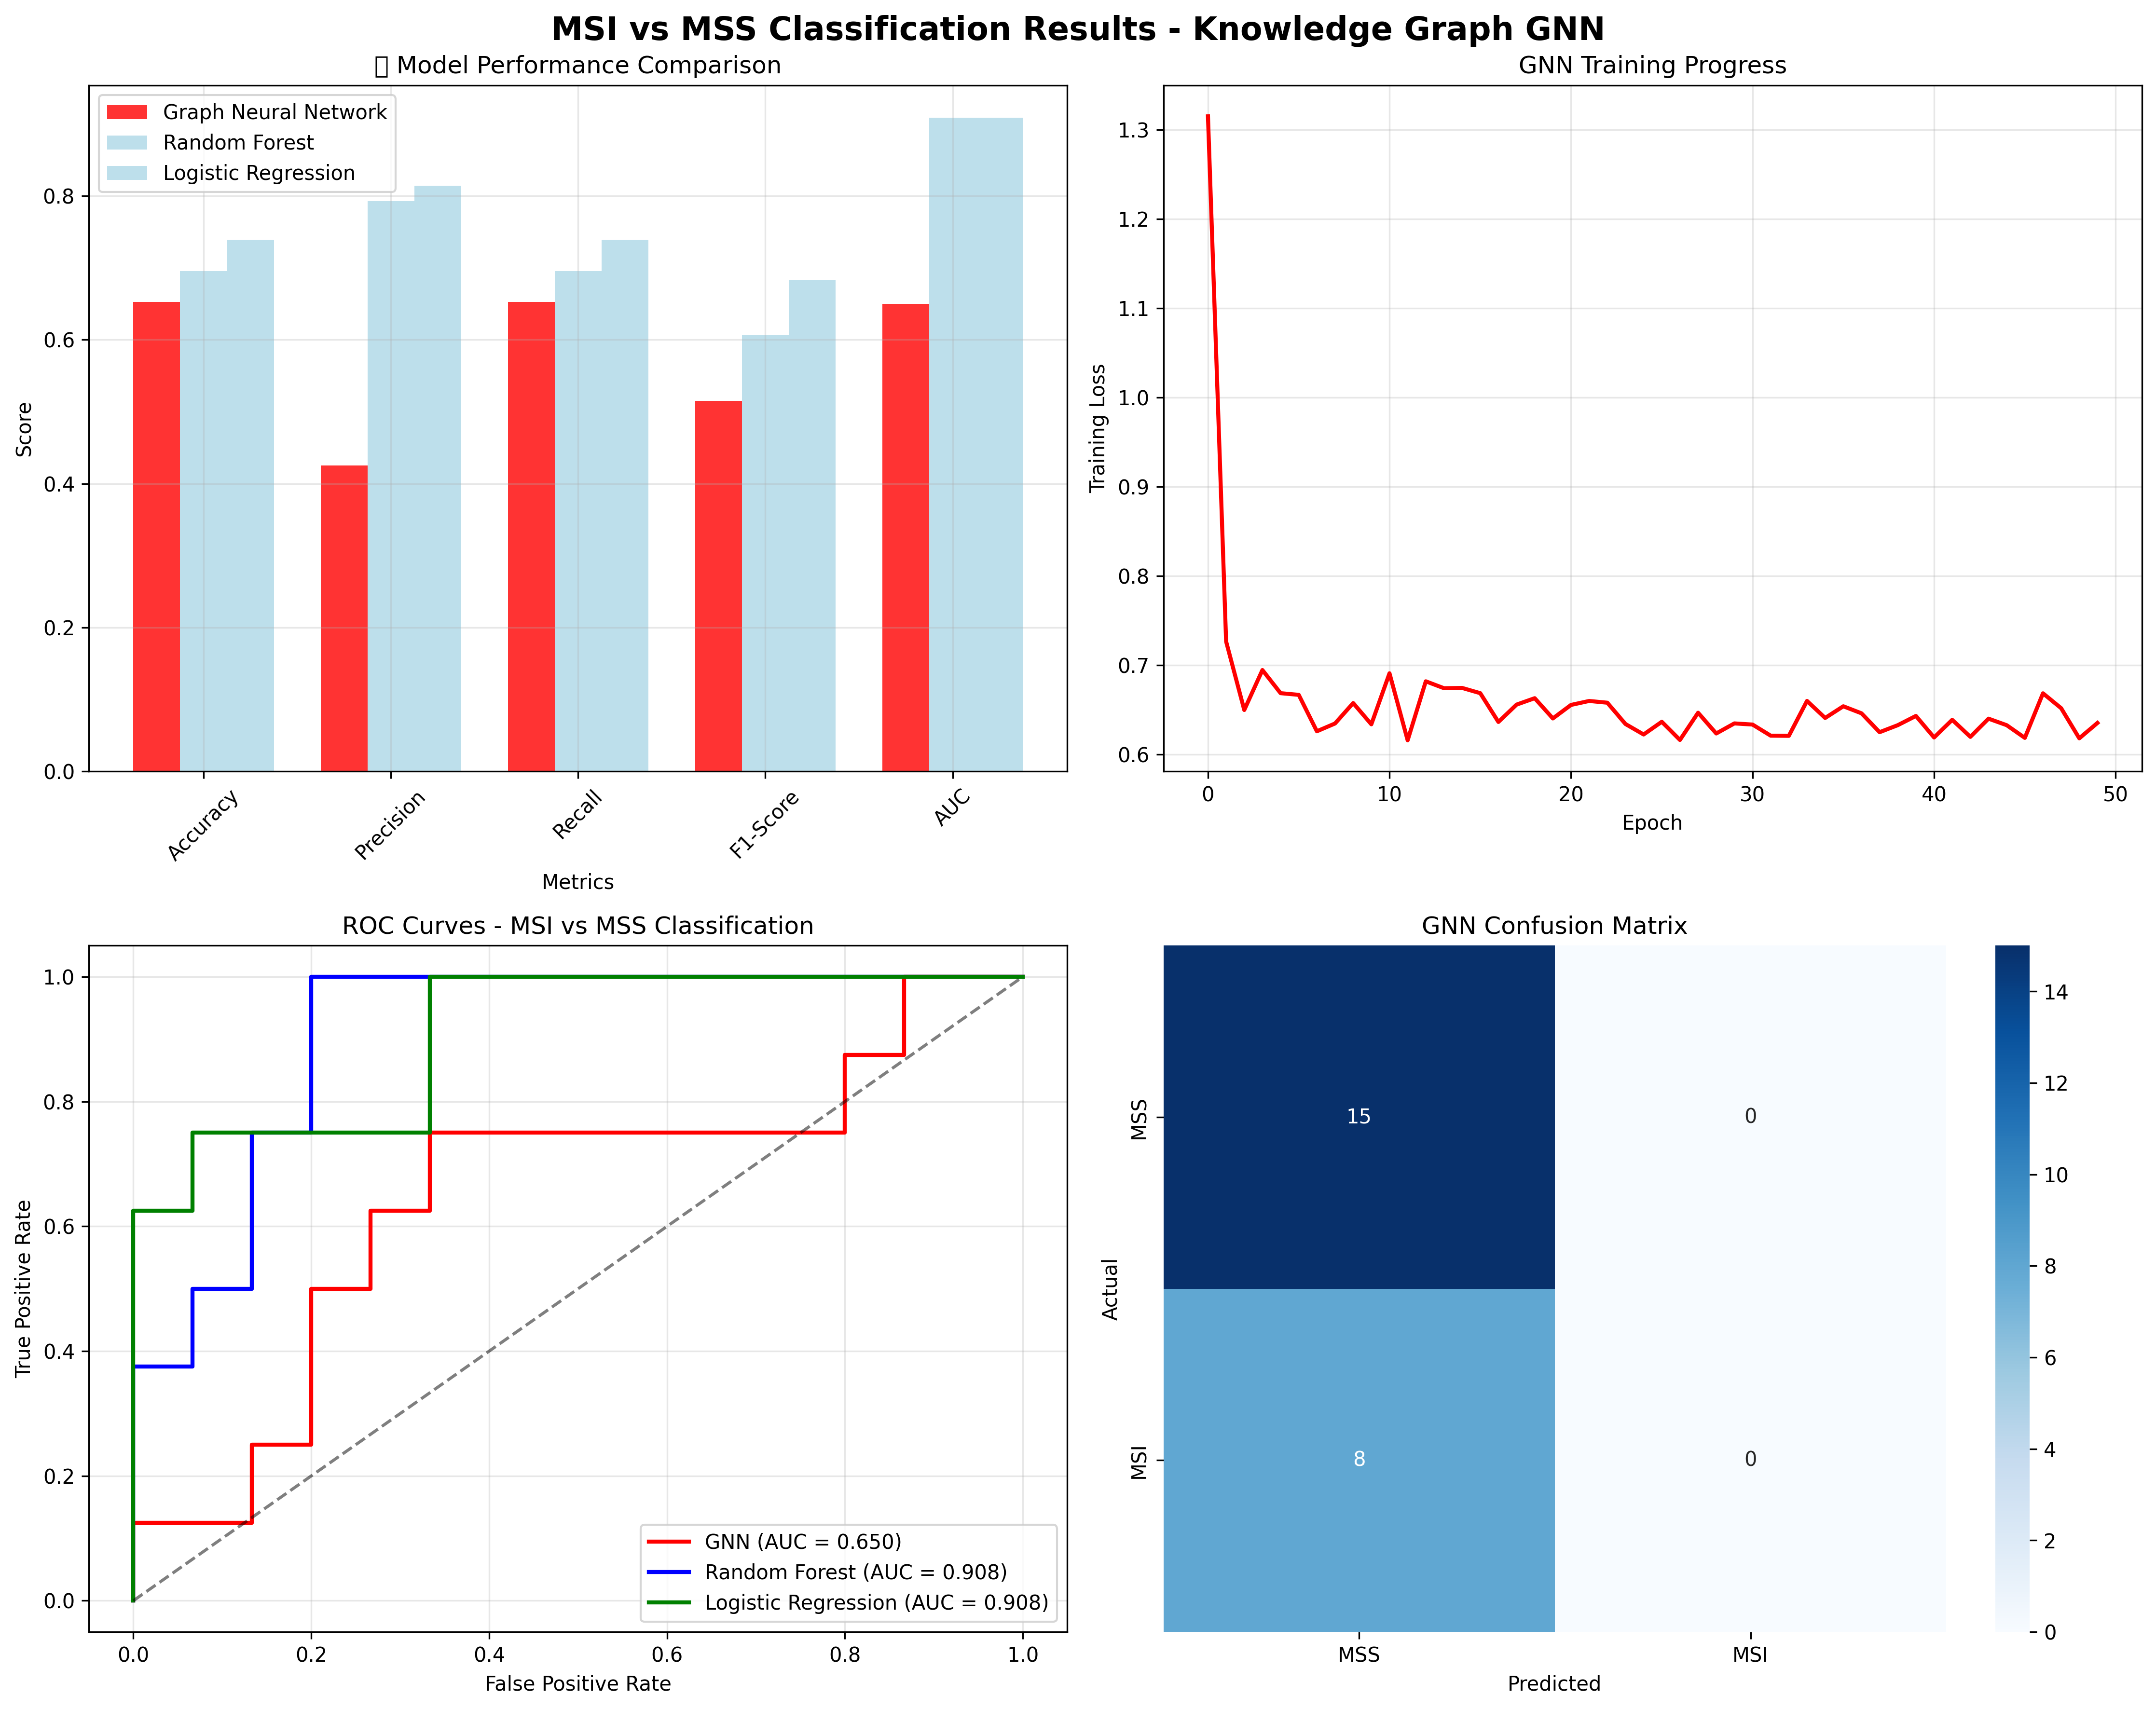 MSI vs MSS Classification Results - Knowledge Graph GNN
Model Performance Comparison
Graph Neural Network
Random Forest
Logistic Regression
Score
0.8
0.6
0.4
0.2
0.0
Accuracy
Precision
Recall
F1-Score
AUC
Metrics
GNN Training Progress
Training Loss
1.3
1.2
1.1
1.0
0.9
0.8
0.7
0.6
0 10 20 30 40 50
Epoch
ROC Curves - MSI vs MSS Classification
True Positive Rate
1.0
0.8
0.6
0.4
0.2
0.0
GNN (AUC = 0.650)
Random Forest (AUC = 0.908)
Logistic Regression (AUC = 0.908)
0.0 0.2 0.4 0.6 0.8 1.0
False Positive Rate
GNN Confusion Matrix
Actual
MSS
MSI
15 0
8 0
MSS MSI
Predicted
14
12
10
8
6
4
2
0